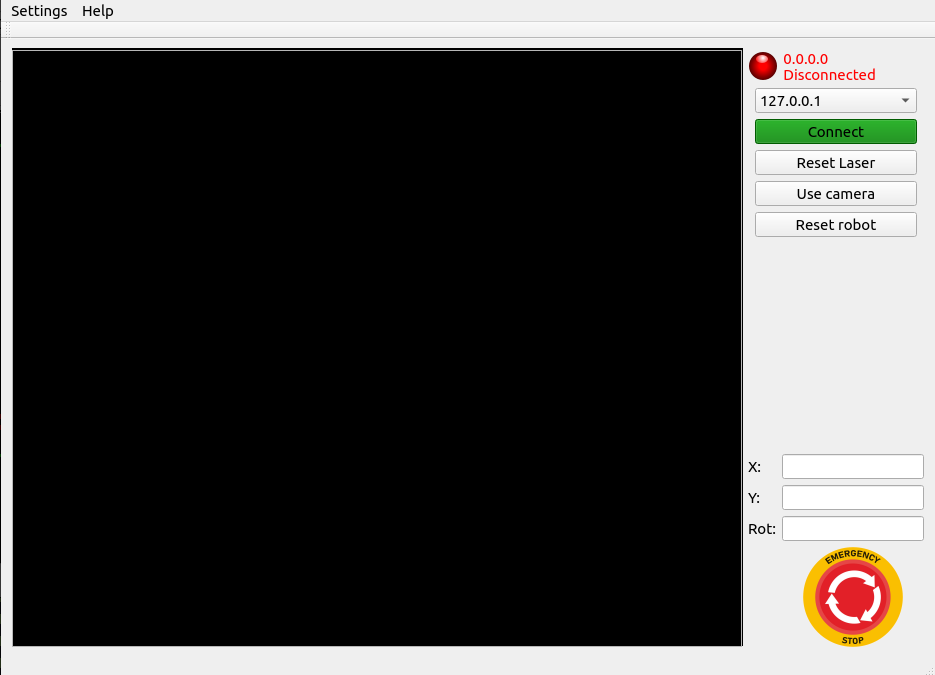 Settings Help
0.0.0.0
Disconnected
127.0.0.1
Connect
Reset Laser
Use camera
Reset robot
X:
Y:
Rot:
EMERGENCY
STOP